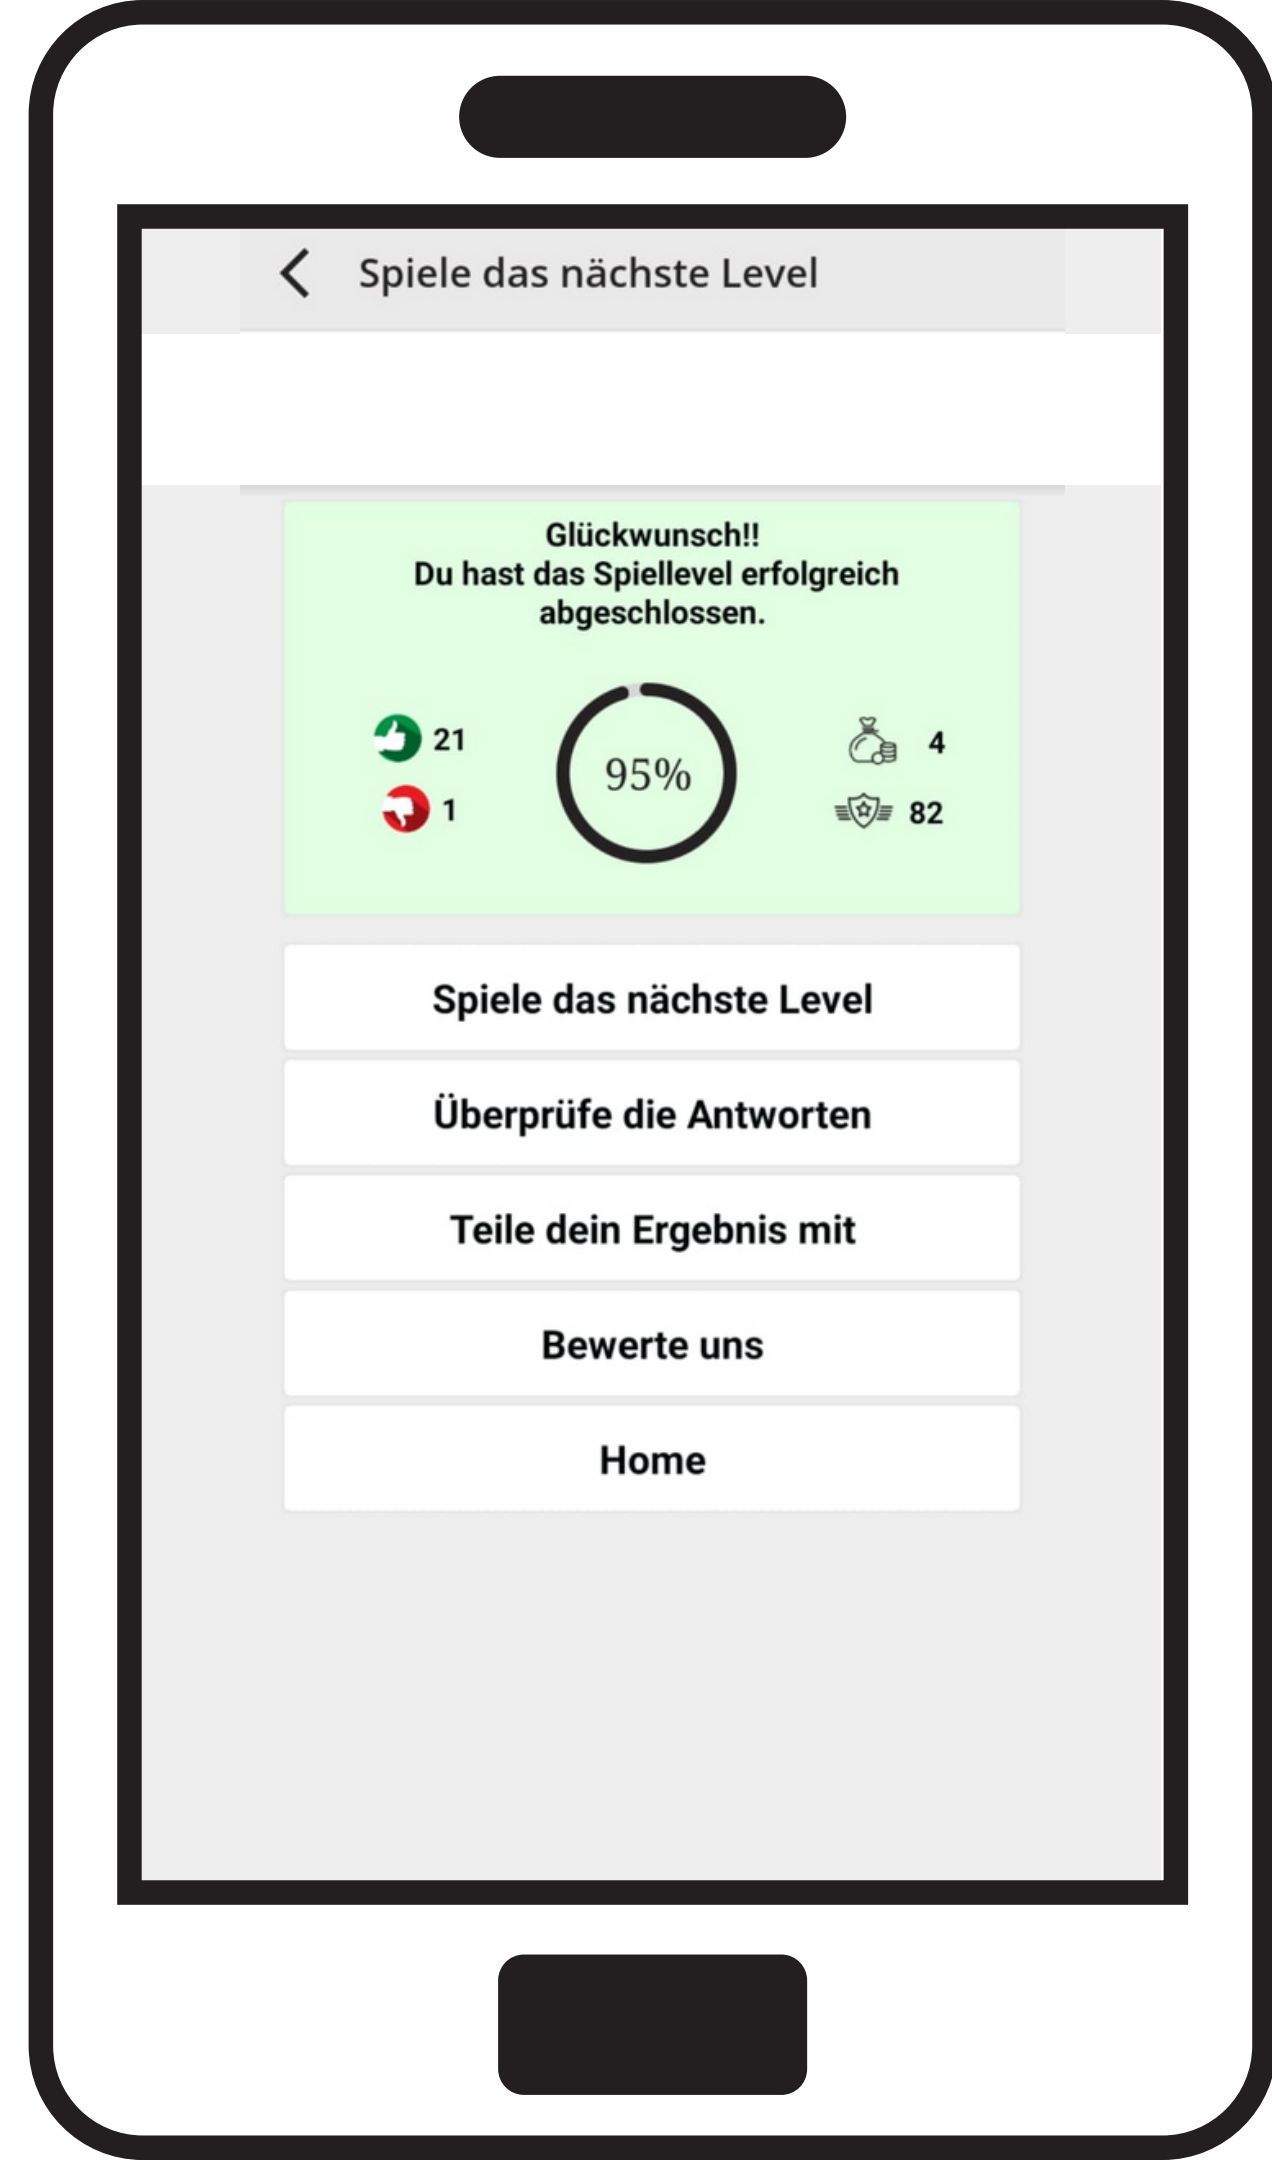 Spiele das nächste Level
Glückwunsch!!
Du hast das Spiellevel erfolgreich
abgeschlossen.
21
95%
4
1
82
Spiele das nächste Level
Überprüfe die Antworten
Teile dein Ergebnis mit
Bewerte uns
Home